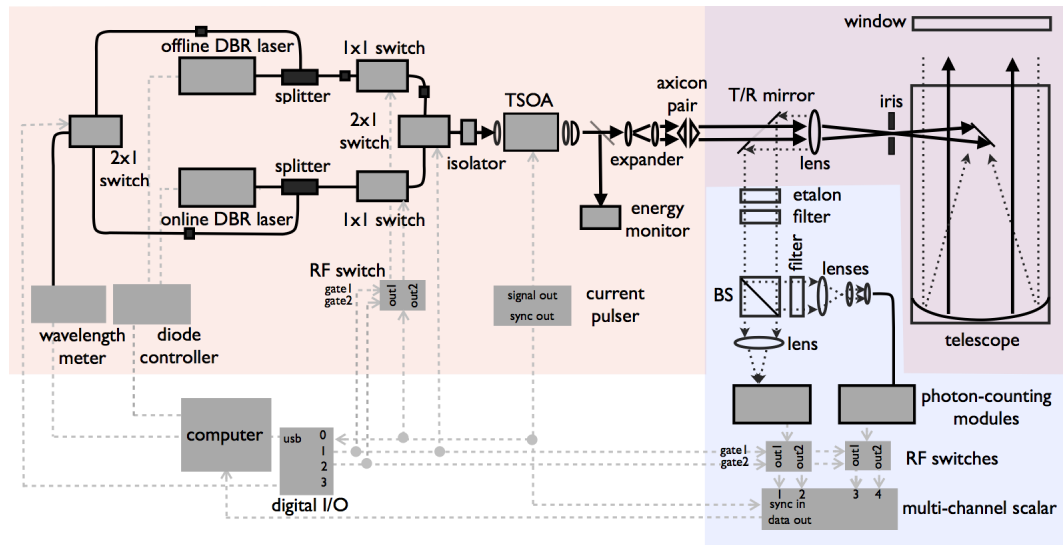 window
offline DBR laser
1x1 switch
splitter
TSOA
axicon
pair
T/R mirror
iris
2x1
switch
2x1
switch
isolator
expander
lens
splitter
online DBR laser
1x1 switch
energy
monitor
etalon
filter
RF switch
gate1
gate2
out1
out2
signal out
sync out
current
pulser
BS
filter
lenses
telescope
wavelength
meter
diode
controller
lens
computer
usb
0
1
2
3
digital I/O
photon-counting
modules
gate1
gate2
out1
out2
out1
out2
RF switches
1 2 3 4
sync in
data out
multi-channel scalar